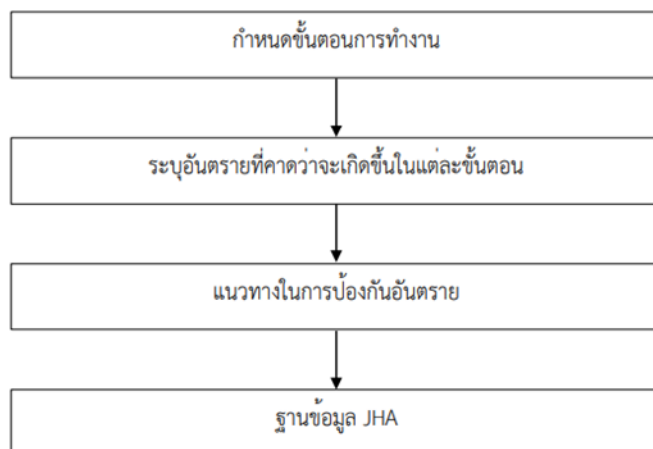 กำหนดขั้นตอนการทำงาน
ระบุอันตรายที่คาดว่าจะเกิดขึ้นในแต่ละขั้นตอน
แนวทางในการป้องกันอันตราย
ฐานข้อมูล JHA